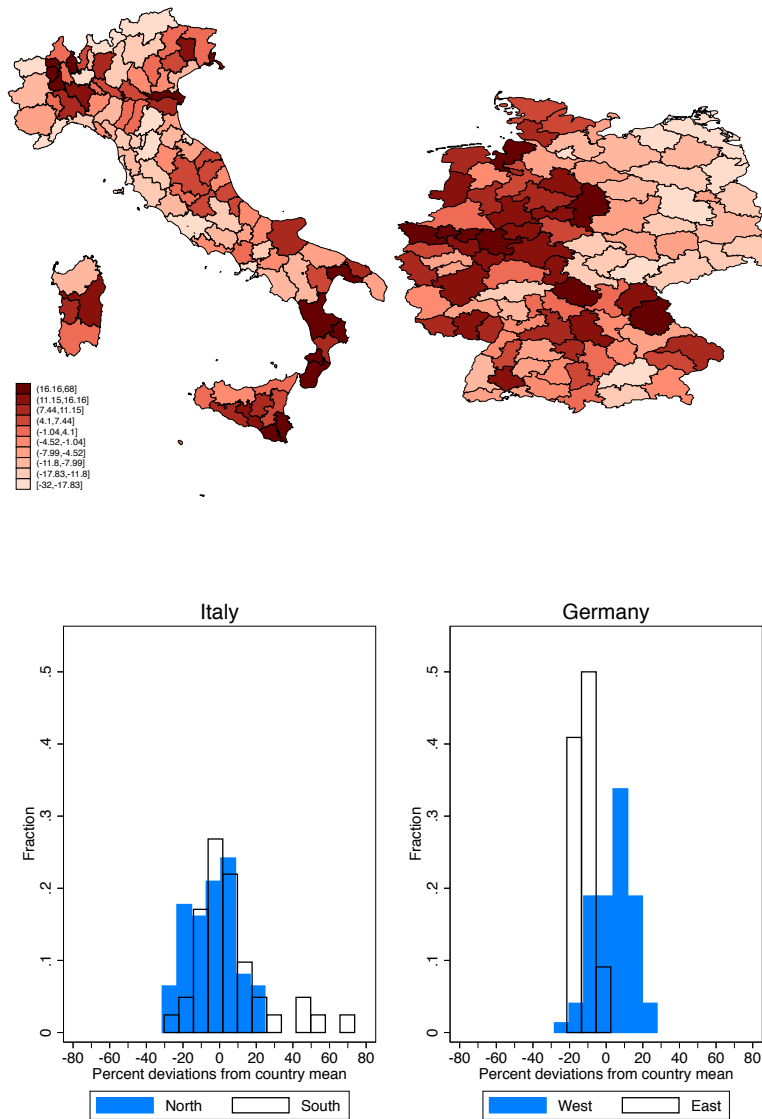 (16.16,68]
(11.15,16.16]
(7.44,11.15]
(4.1,7.44]
(-1.04,4.1]
(-4.52,-1.04]
(-7.99,-4.52]
(-11.8,-7.99]
(-17.83,-11.8]
[-32,-17.83]
Italy
Fraction
.5
.4
.3
.2
.1
0
-80 -60 -40 -20 0 20 40 60 80
Percent deviations from country mean
North South
Germany
Fraction
.5
.4
.3
.2
.1
0
-80 -60 -40 -20 0 20 40 60 80
Percent deviations from country mean
West East